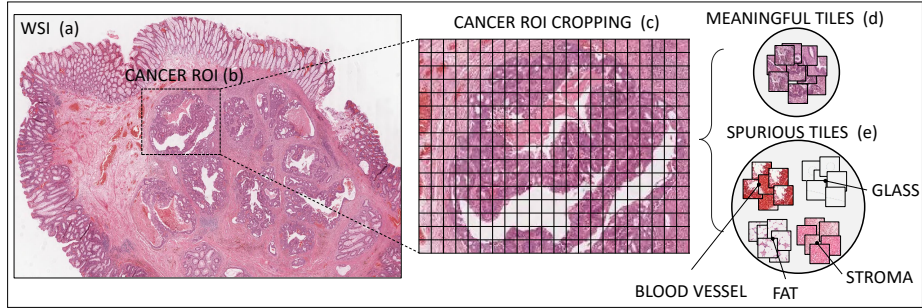 WSI (a)
CANCER ROI (b)
CANCER ROI CROPPING (c)
MEANINGFUL TILES (d)
SPURIOUS TILES (e)
GLASS
STROMA
FAT
BLOOD VESSEL